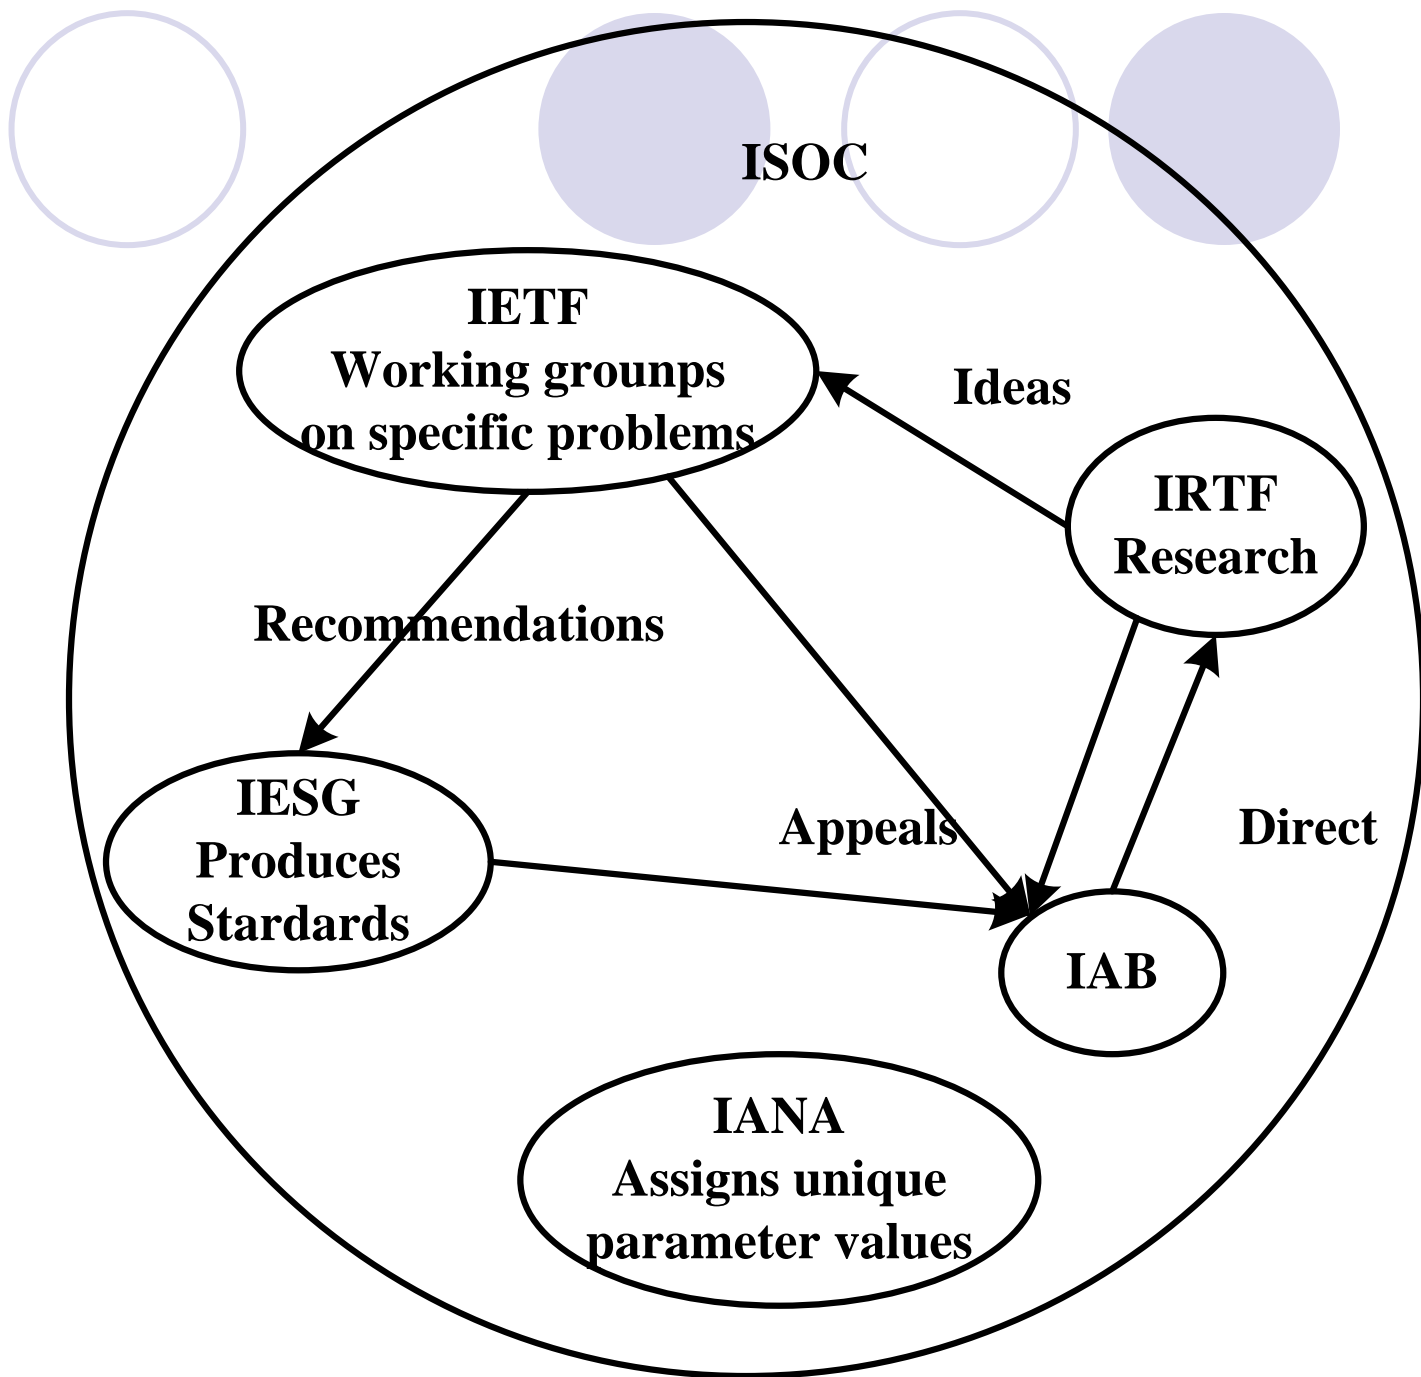 ISOC
IETF
Working grounps
on specific problems
Ideas
IRTF
Research
Recommendations
IESG
Produces
Stardards
Appeals
Direct
IAB
IANA
Assigns unique
parameter values